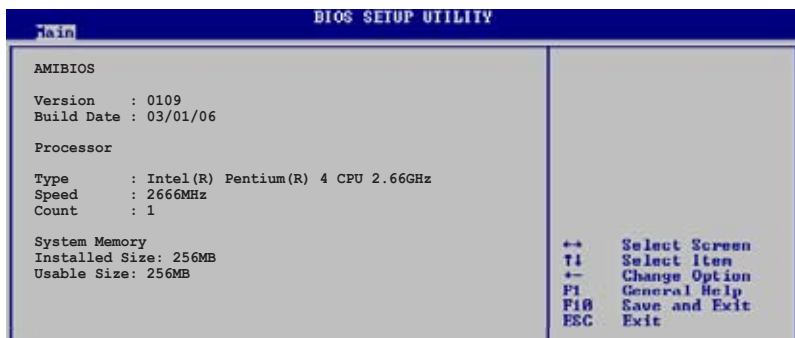 BIOS SETUP UTILITY
Main
AMIBIOS
Version : 0109
Build Date : 03/01/06
Processor
Type : Intel(R) Pentium(R) 4 CPU 2.66GHz
Speed : 2666MHz
Count : 1
System Memory
Installed Size: 256MB
Usable Size: 256MB
←→ Select Screen
↑↓ Select Item
+- Change Option
F1 General Help
F10 Save and Exit
ESC Exit